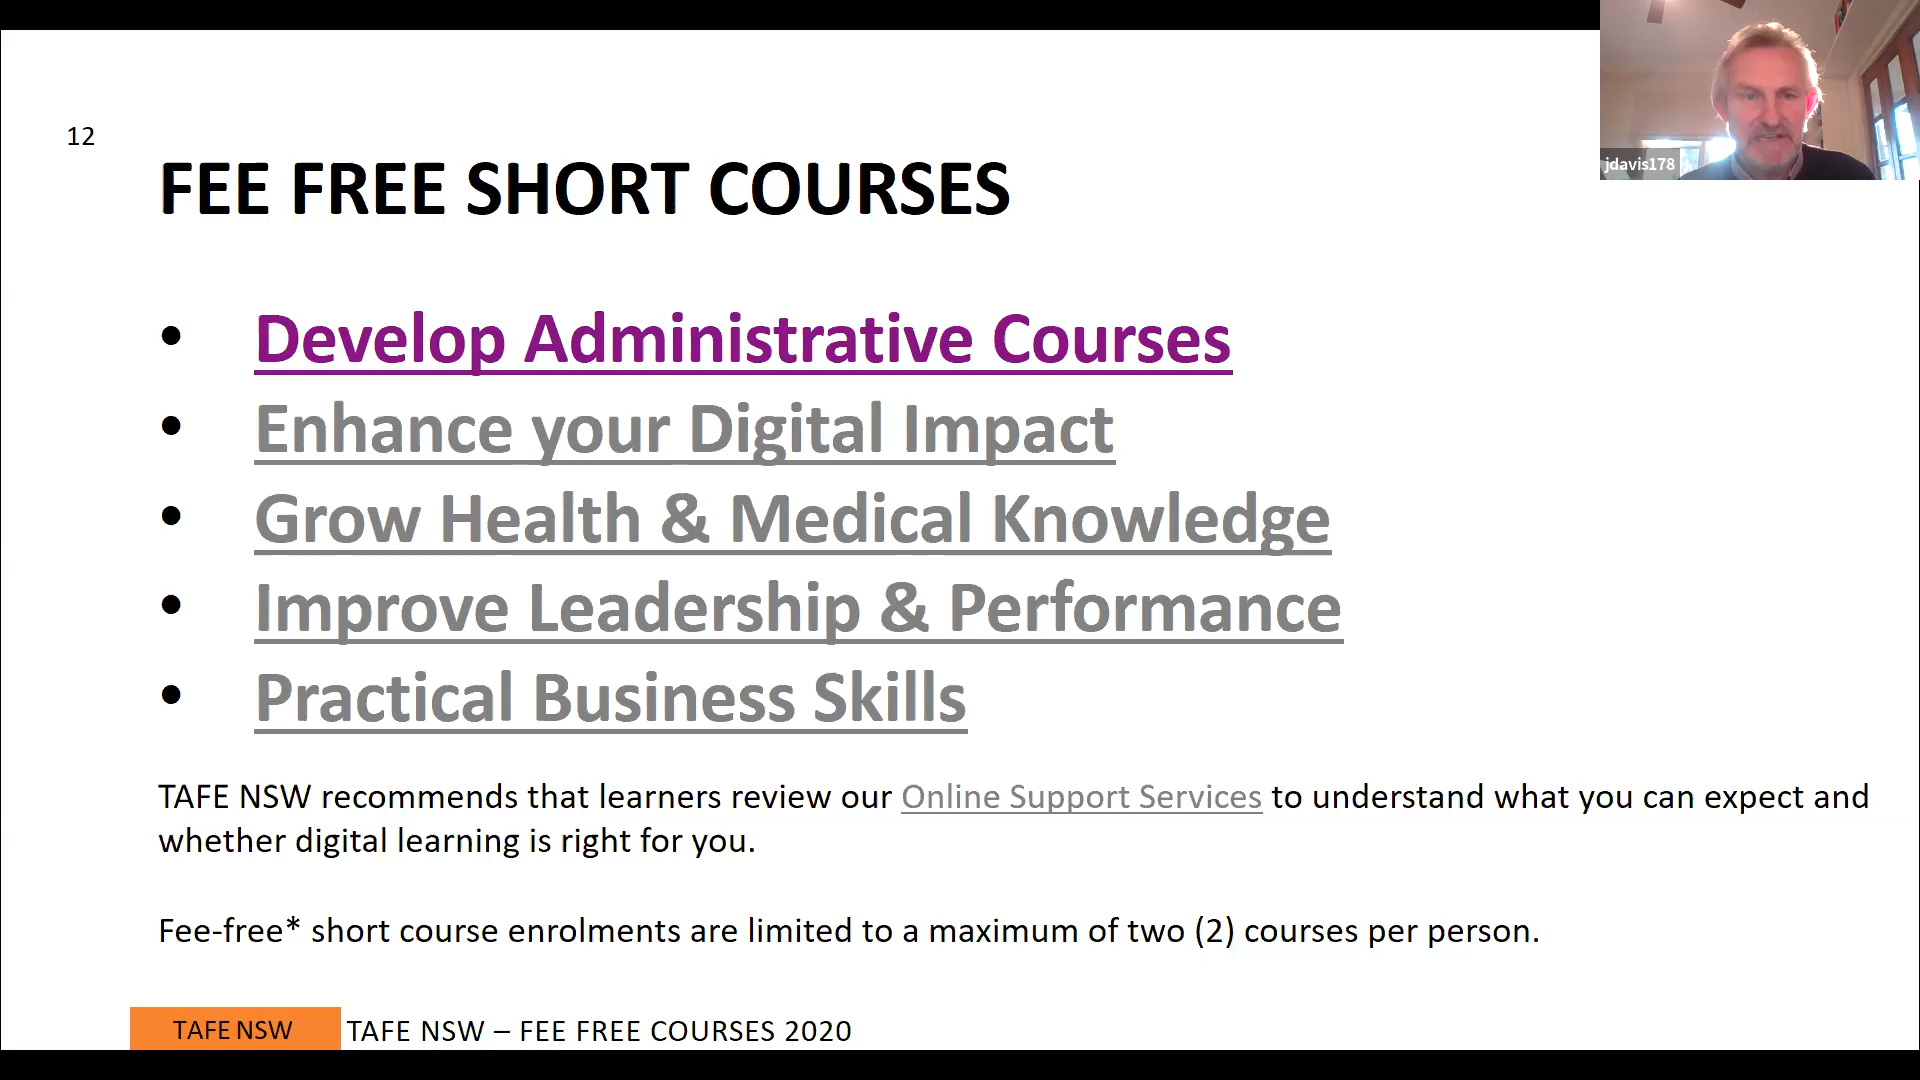 jdavis178
12
FEE FREE SHORT COURSES
• Develop Administrative Courses
• Enhance your Digital Impact
• Grow Health & Medical Knowledge
• Improve Leadership & Performance
• Practical Business Skills
TAFE NSW recommends that learners review our Online Support Services to understand what you can expect and
whether digital learning is right for you.
Fee-free* short course enrolments are limited to a maximum of two (2) courses per person.
TAFE NSW TAFE NSW – FEE FREE COURSES 2020